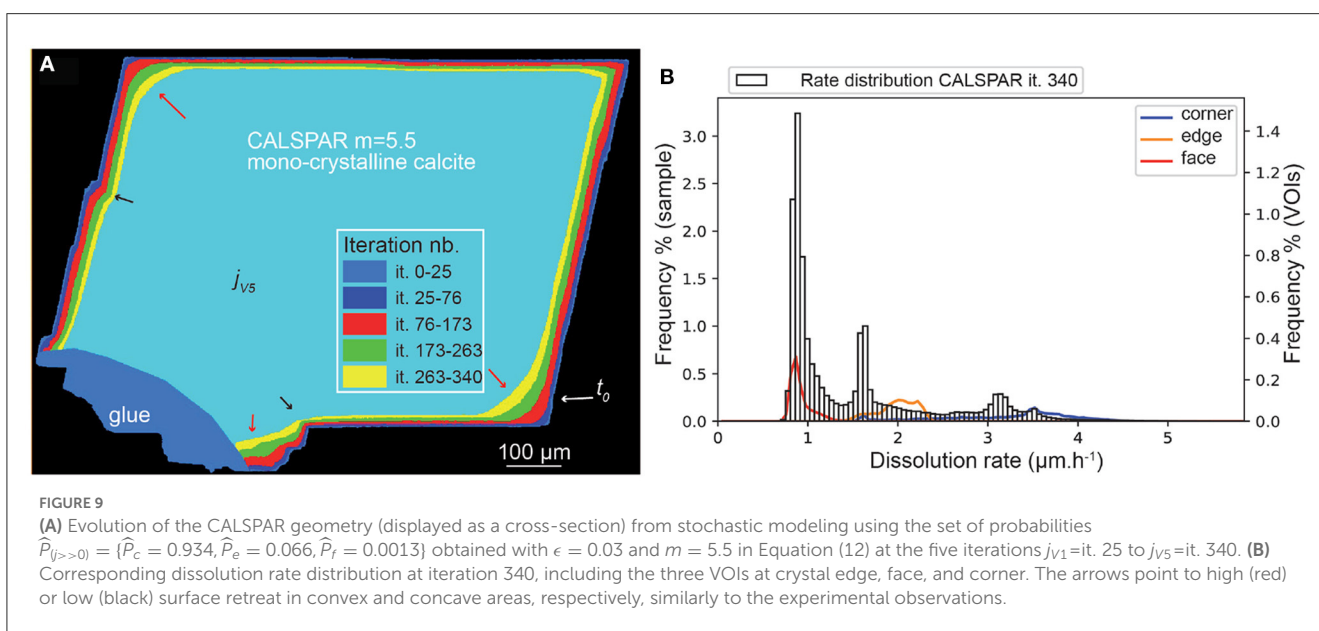 A
CALSPAR m=5.5
mono-crystalline calcite
jV5
Iteration nb.
it. 0-25
it. 25-76
it. 76-173
it. 173-263
it. 263-340
glue
t0
100 µm
B
Rate distribution CALSPAR it. 340
corner
edge
face
Frequency % (sample)
3.0
2.5
2.0
1.5
1.0
0.5
0.0
Frequency % (VOIs)
1.4
1.2
1.0
0.8
0.6
0.4
0.2
0.0
0 1 2 3 4 5
Dissolution rate (µm.h⁻¹)
FIGURE 9
(A) Evolution of the CALSPAR geometry (displayed as a cross-section) from stochastic modeling using the set of probabilities
P̂(j>>0) = {P̂c = 0.934, P̂e = 0.066, P̂f = 0.0013} obtained with ϵ = 0.03 and m = 5.5 in Equation (12) at the five iterations jV1=it. 25 to jV5=it. 340. (B)
Corresponding dissolution rate distribution at iteration 340, including the three VOIs at crystal edge, face, and corner. The arrows point to high (red)
or low (black) surface retreat in convex and concave areas, respectively, similarly to the experimental observations.